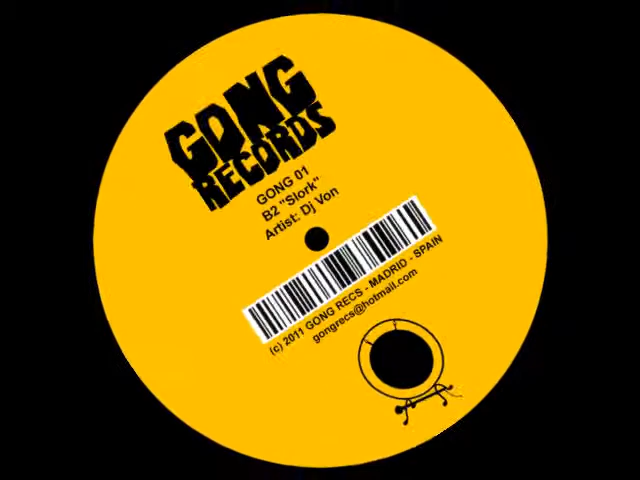 GONG
RECORDS
GONG 01
B2 "Slork"
Artist: Dj Von
(c) 2011 GONG RECS - MADRID - SPAIN
gongrecs@hotmail.com